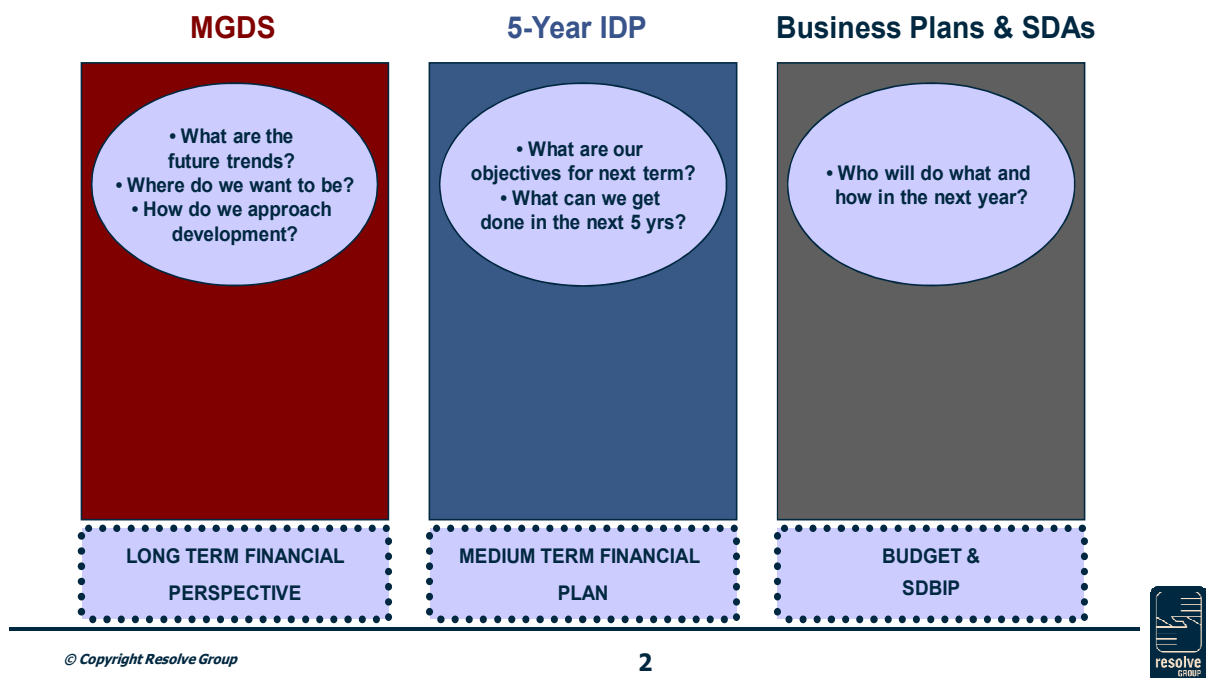 MGDS
5-Year IDP
Business Plans & SDAs
• What are the
future trends?
• Where do we want to be?
• How do we approach
development?
• What are our
objectives for next term?
• What can we get
done in the next 5 yrs?
• Who will do what and
how in the next year?
LONG TERM FINANCIAL
PERSPECTIVE
MEDIUM TERM FINANCIAL
PLAN
BUDGET &
SDBIP
© Copyright Resolve Group
2
resolve
GROUP